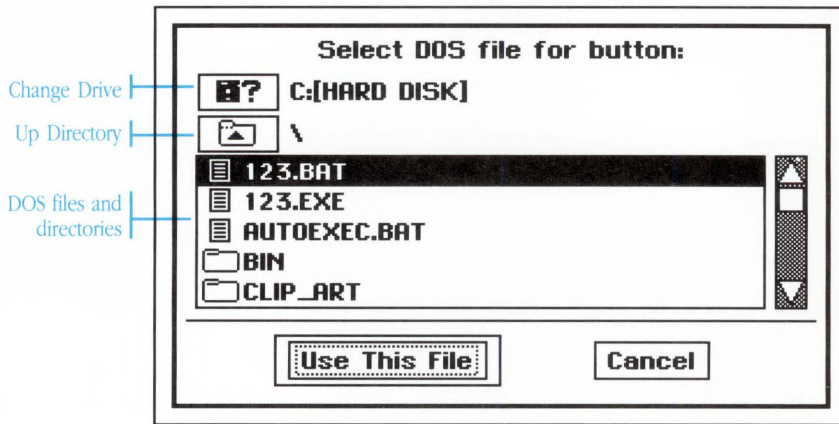 Select DOS file for button:
Change Drive
? C:[HARD DISK]
Up Directory
\
DOS files and
directories
123.BAT
123.EXE
AUTOEXEC.BAT
BIN
CLIP_ART
Use This File
Cancel